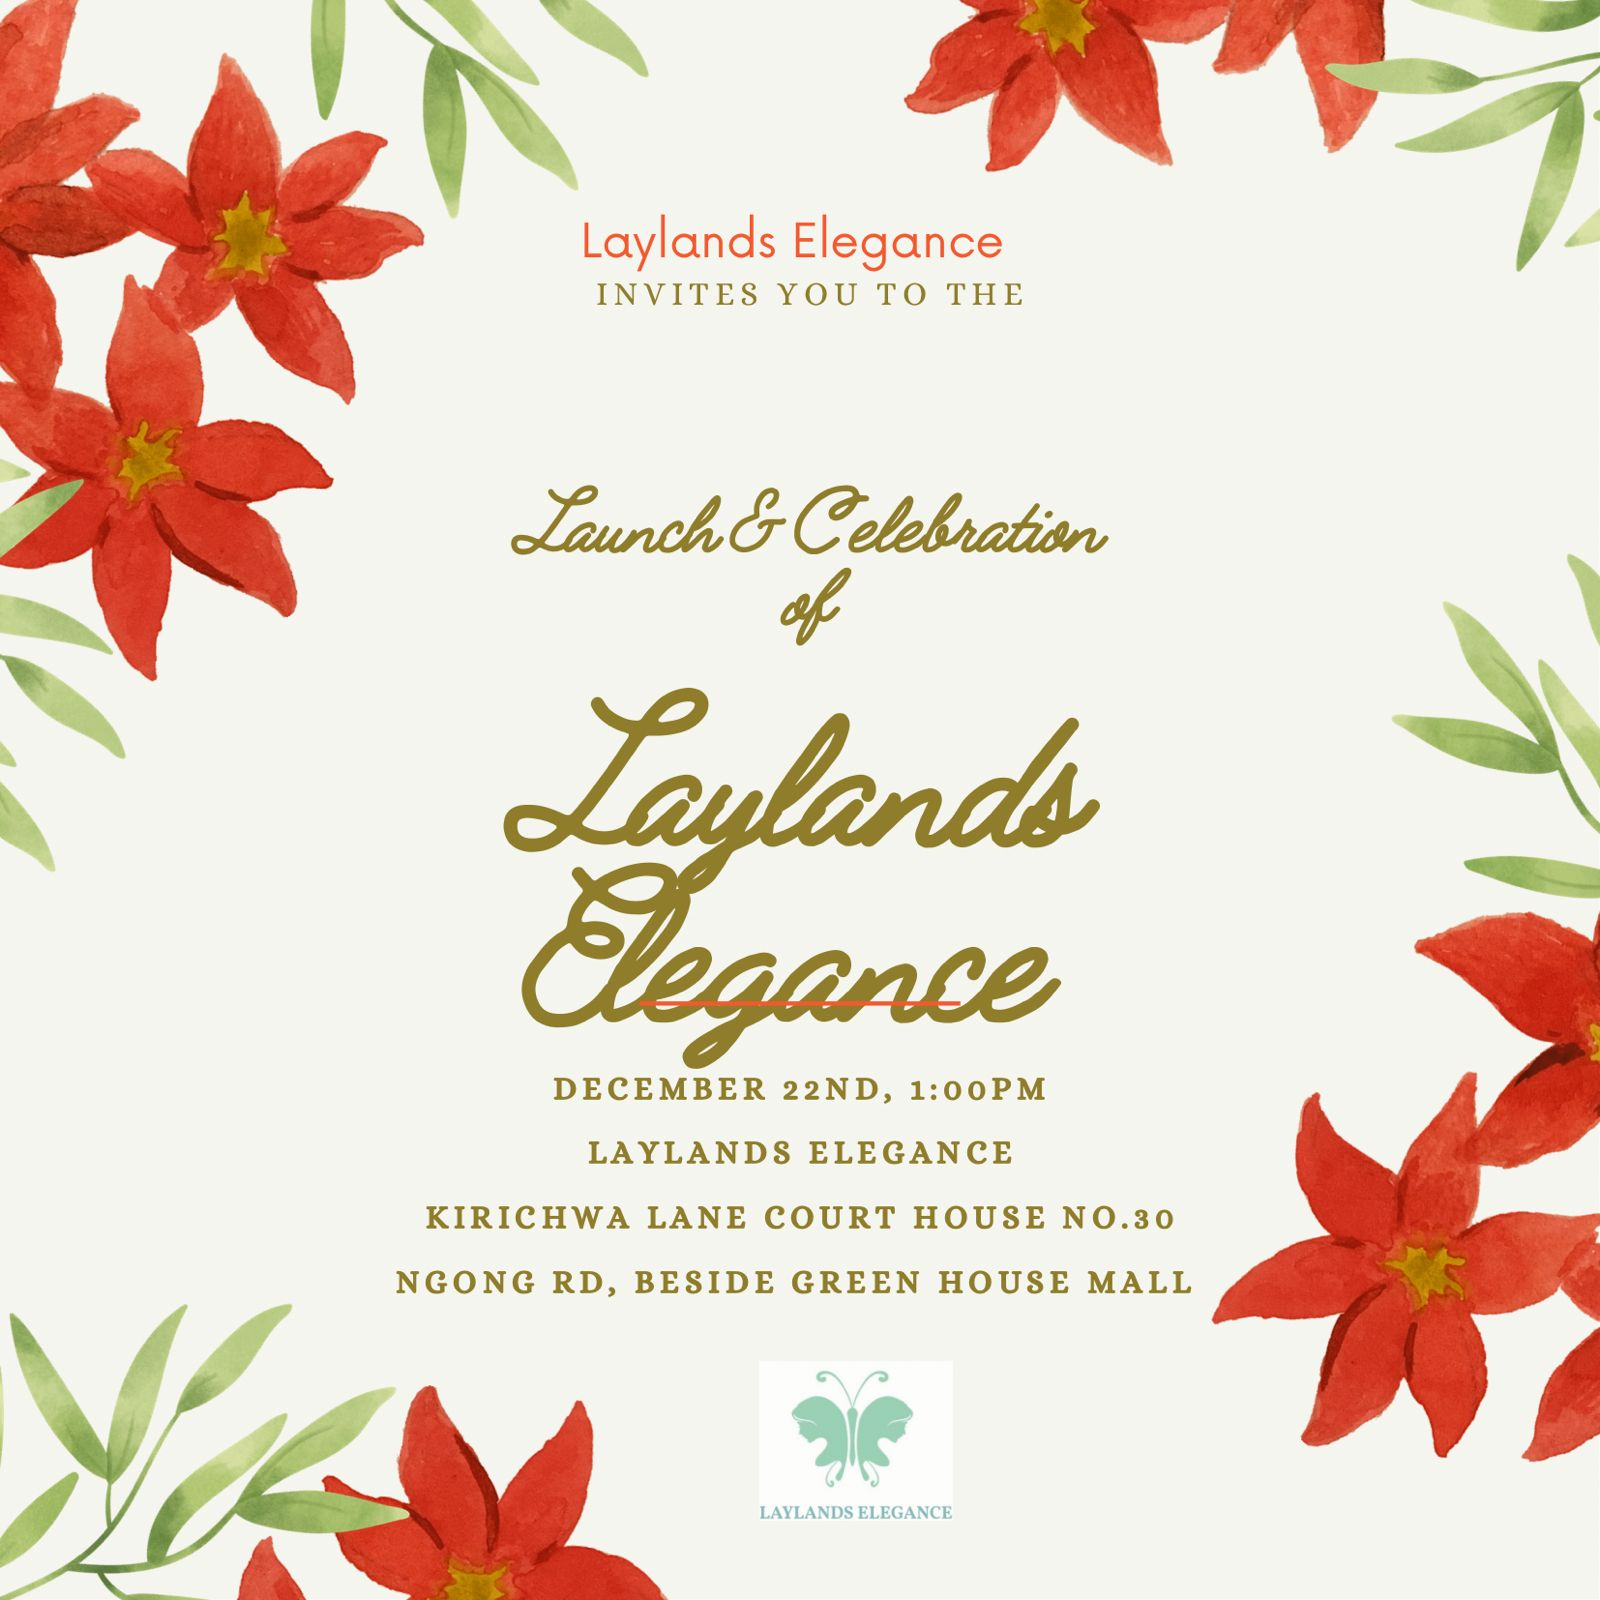 Laylands Elegance
INVITES YOU TO THE
Launch & Celebration
of
Laylands
Elegance
DECEMBER 22ND, 1:00PM
LAYLANDS ELEGANCE
KIRICHWA LANE COURT HOUSE NO.30
NGONG RD, BESIDE GREEN HOUSE MALL
LAYLANDS ELEGANCE